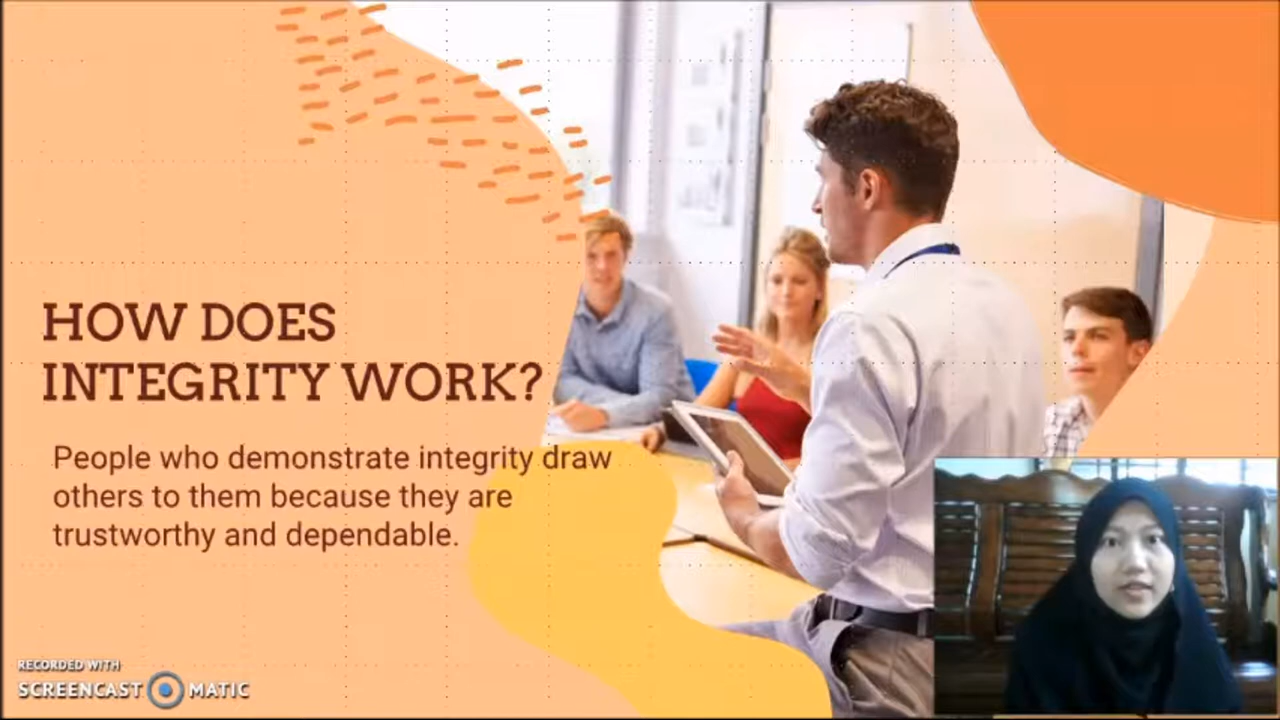 HOW DOES
INTEGRITY WORK?
People who demonstrate integrity draw
others to them because they are
trustworthy and dependable.
RECORDED WITH
SCREENCAST MATIC